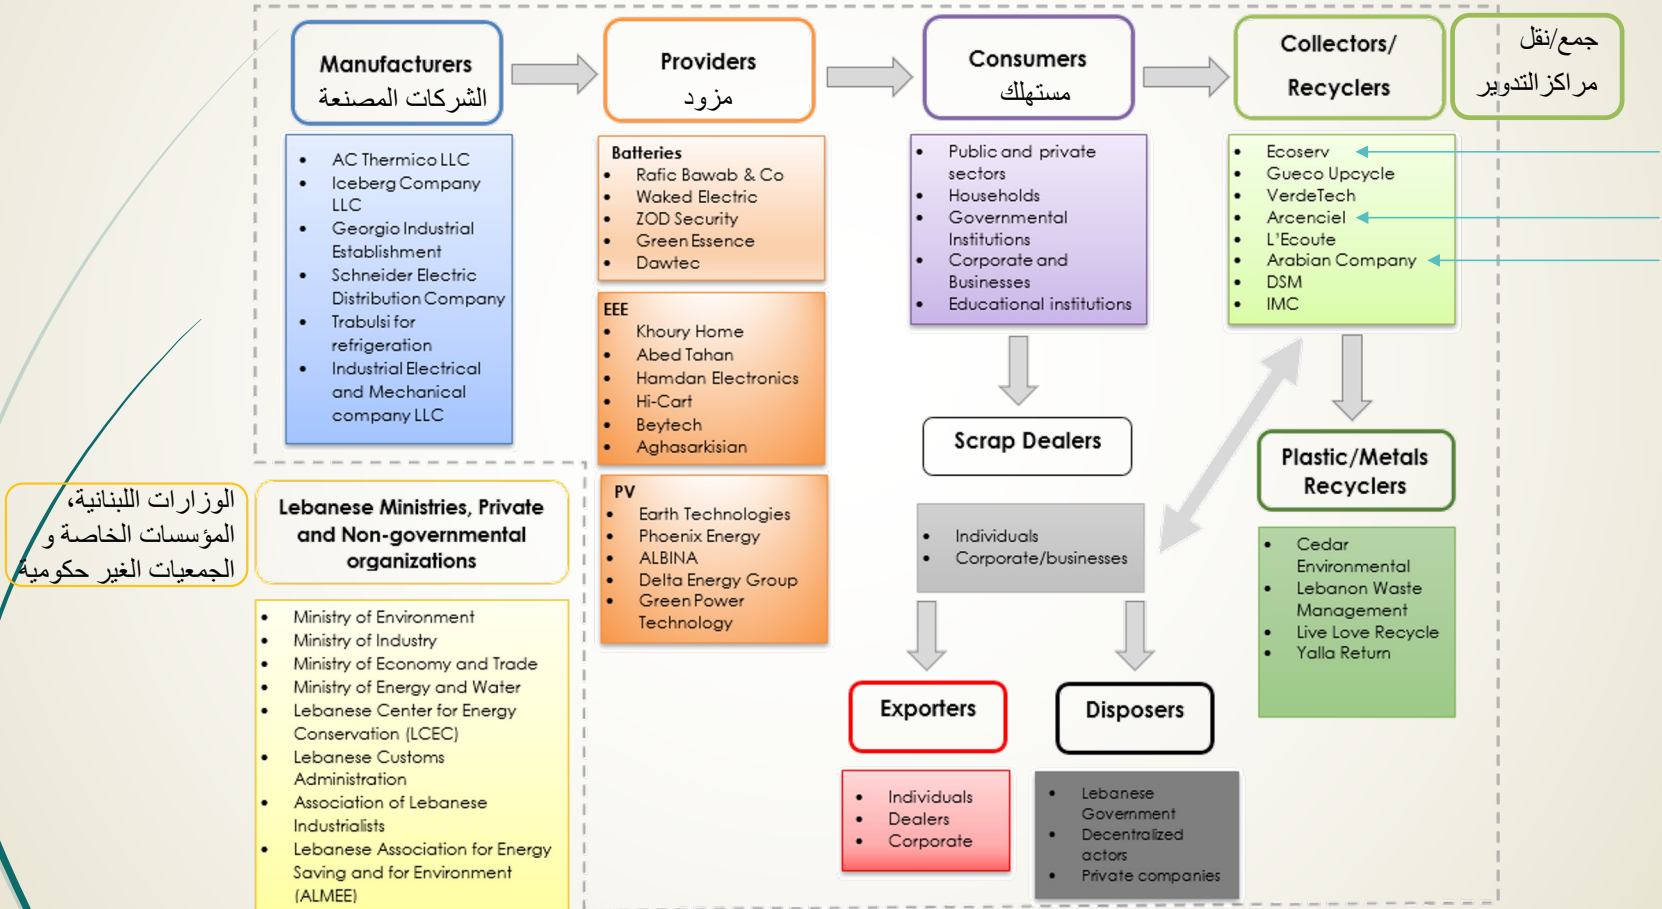 Manufacturers
الشركات المصنعة
AC Thermico LLC
Iceberg Company
LLC
Georgio Industrial
Establishment
Schneider Electric
Distribution Company
Trabulsi for
refrigeration
Industrial Electrical
and Mechanical
company LLC
Providers
مزود
Batteries
Rafic Bawab & Co
Waked Electric
ZOD Security
Green Essence
Dawtec
EEE
Khoury Home
Abed Tahan
Hamdan Electronics
Hi-Cart
Beytech
Aghasarkisian
PV
Earth Technologies
Phoenix Energy
ALBINA
Delta Energy Group
Green Power
Technology
Consumers
مستهلك
Public and private
sectors
Households
Governmental
Institutions
Corporate and
Businesses
Educational institutions
Collectors/
Recyclers
جمع/نقل
مراكز التدوير
Ecoserv
Gueco Upcycle
VerdeTech
Arcenciel
L'Ecoute
Arabian Company
DSM
IMC
Scrap Dealers
Individuals
Corporate/businesses
Plastic/Metals
Recyclers
Cedar
Environmental
Lebanon Waste
Management
Live Love Recycle
Yalla Return
Exporters
Individuals
Dealers
Corporate
Disposers
Lebanese
Government
Decentralized
actors
Private companies
الوزارات اللبنانية،
المؤسسات الخاصة و
الجمعيات الغير حكومية
Lebanese Ministries, Private
and Non-governmental
organizations
Ministry of Environment
Ministry of Industry
Ministry of Economy and Trade
Ministry of Energy and Water
Lebanese Center for Energy
Conservation (LCEC)
Lebanese Customs
Administration
Association of Lebanese
Industrialists
Lebanese Association for Energy
Saving and for Environment
(ALMEE)